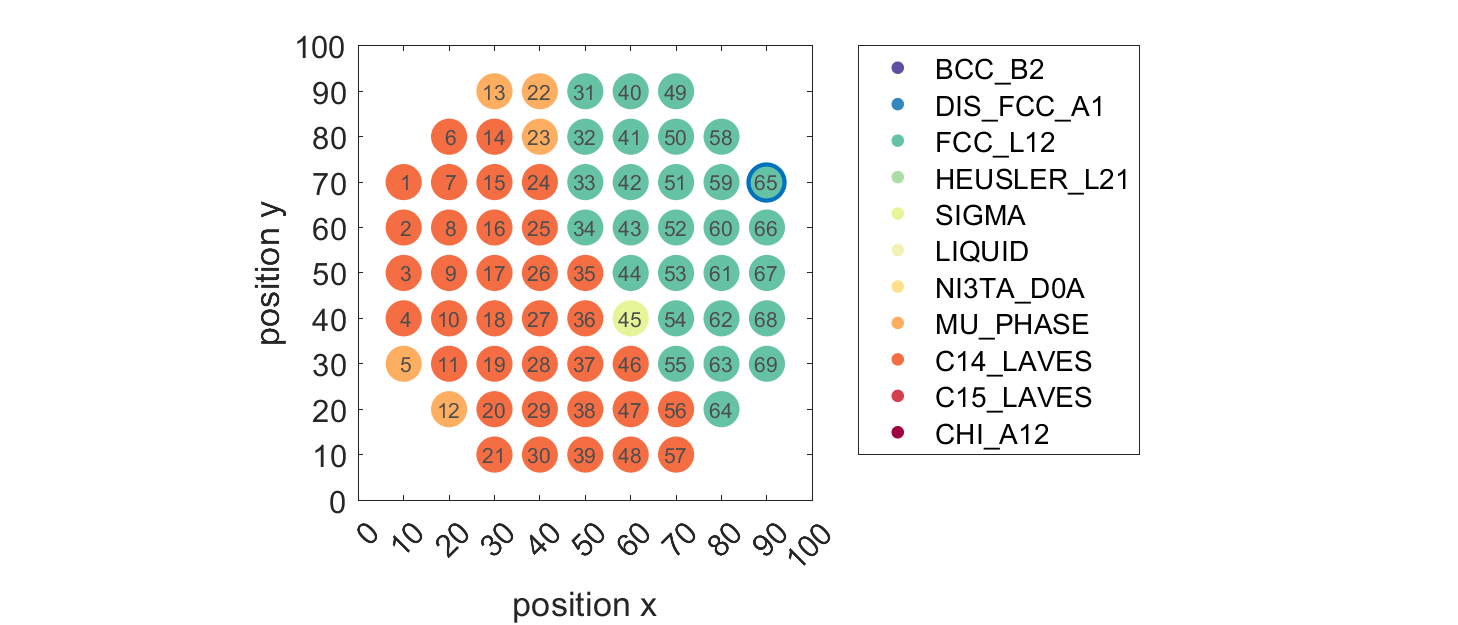 100
90
80
70
60
50
40
30
20
10
0
position y
13 22 31 40 49
6 14 23 32 41 50 58
1 7 15 24 33 42 51 59 65
2 8 16 25 34 43 52 60 66
3 9 17 26 35 44 53 61 67
4 10 18 27 36 45 54 62 68
5 11 19 28 37 46 55 63 69
12 20 29 38 47 56 64
21 30 39 48 57
0 10 20 30 40 50 60 70 80 90 100
position x
BCC_B2
DIS_FCC_A1
FCC_L12
HEUSLER_L21
SIGMA
LIQUID
NI3TA_D0A
MU_PHASE
C14_LAVES
C15_LAVES
CHI_A12